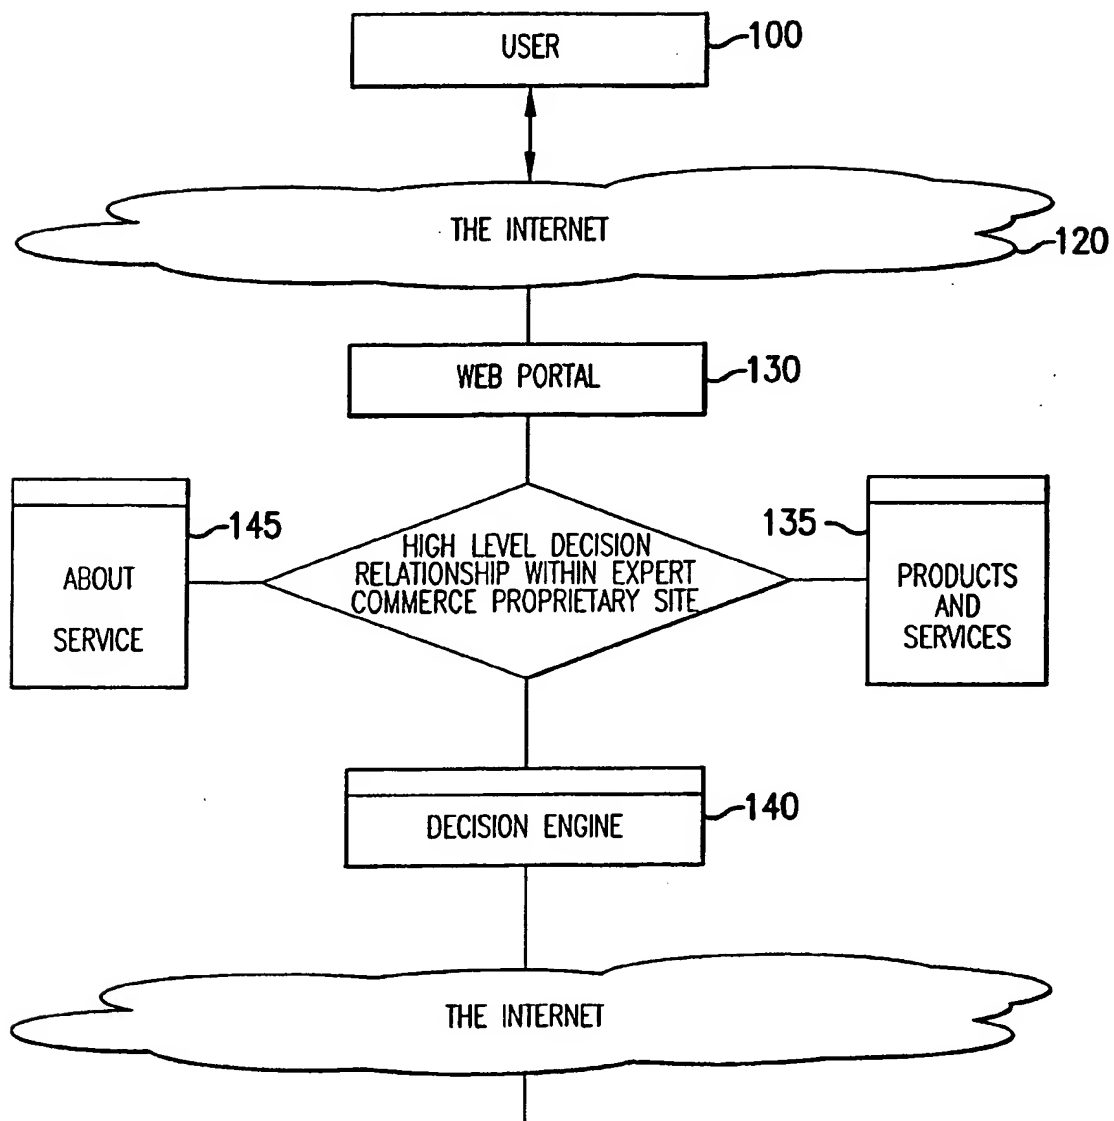 USER
100
THE INTERNET
120
WEB PORTAL
130
145
ABOUT
SERVICE
HIGH LEVEL DECISION
RELATIONSHIP WITHIN EXPERT
COMMERCE PROPRIETARY SITE
135
PRODUCTS
AND
SERVICES
DECISION ENGINE
140
THE INTERNET